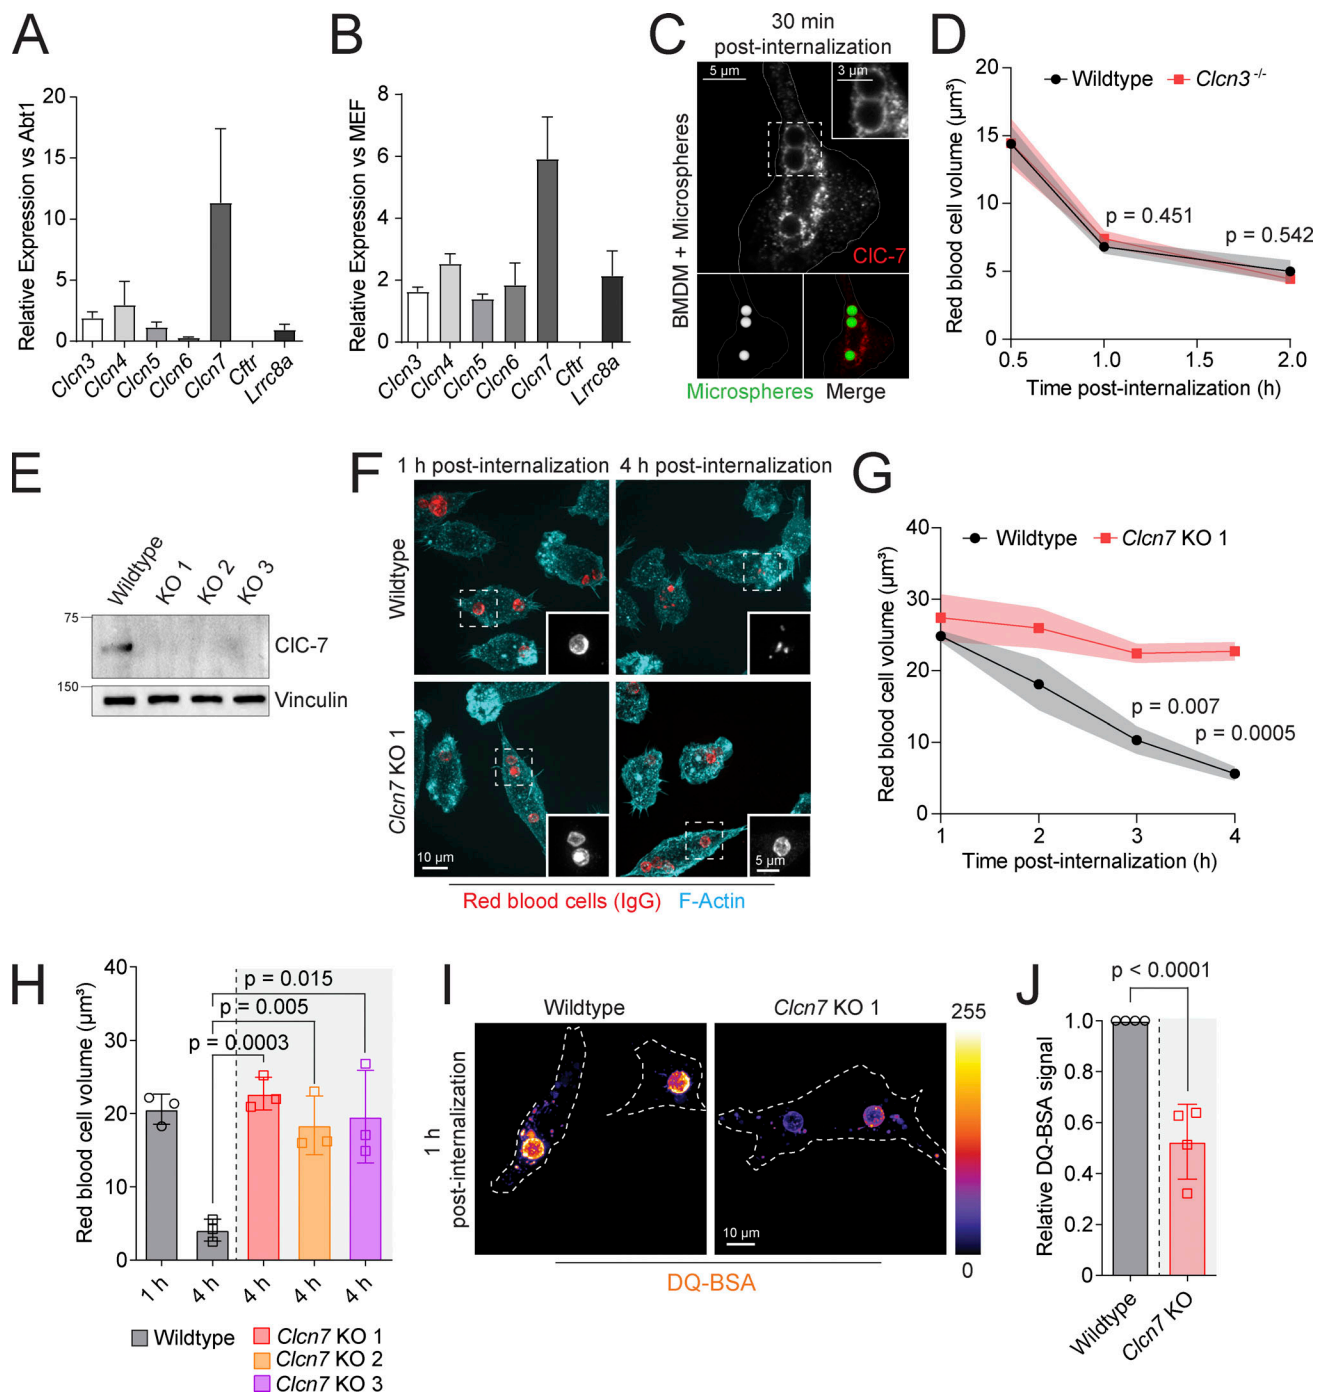 A
Relative Expression vs Abt1
20
15
10
5
0
Clcn3
Clcn4
Clcn5
Clcn6
Clcn7
Cftr
Lrrc8a
B
Relative Expression vs MEF
8
6
4
2
0
Clcn3
Clcn4
Clcn5
Clcn6
Clcn7
Cftr
Lrrc8a
C
30 min
post-internalization
BMDM + Microspheres
5 µm
3 µm
ClC-7
Microspheres
Merge
D
Wildtype
Clcn3 -/-
Red blood cell volume (µm³)
20
15
10
5
0
p = 0.451
p = 0.542
0.5
1.0
1.5
2.0
Time post-internalization (h)
E
Wildtype
KO 1
KO 2
KO 3
75
ClC-7
150
Vinculin
F
1 h post-internalization
4 h post-internalization
Wildtype
Clcn7 KO 1
10 µm
5 µm
Red blood cells (IgG)
F-Actin
G
Wildtype
Clcn7 KO 1
Red blood cell volume (µm³)
40
30
20
10
0
p = 0.007
p = 0.0005
1
2
3
4
Time post-internalization (h)
H
Red blood cell volume (µm³)
40
30
20
10
0
p = 0.015
p = 0.005
p = 0.0003
1 h
4 h
4 h
4 h
4 h
Wildtype
Clcn7 KO 1
Clcn7 KO 2
Clcn7 KO 3
I
Wildtype
Clcn7 KO 1
1 h
post-internalization
10 µm
255
0
DQ-BSA
J
p < 0.0001
Relative DQ-BSA signal
1.0
0.8
0.6
0.4
0.2
0
Wildtype
Clcn7 KO